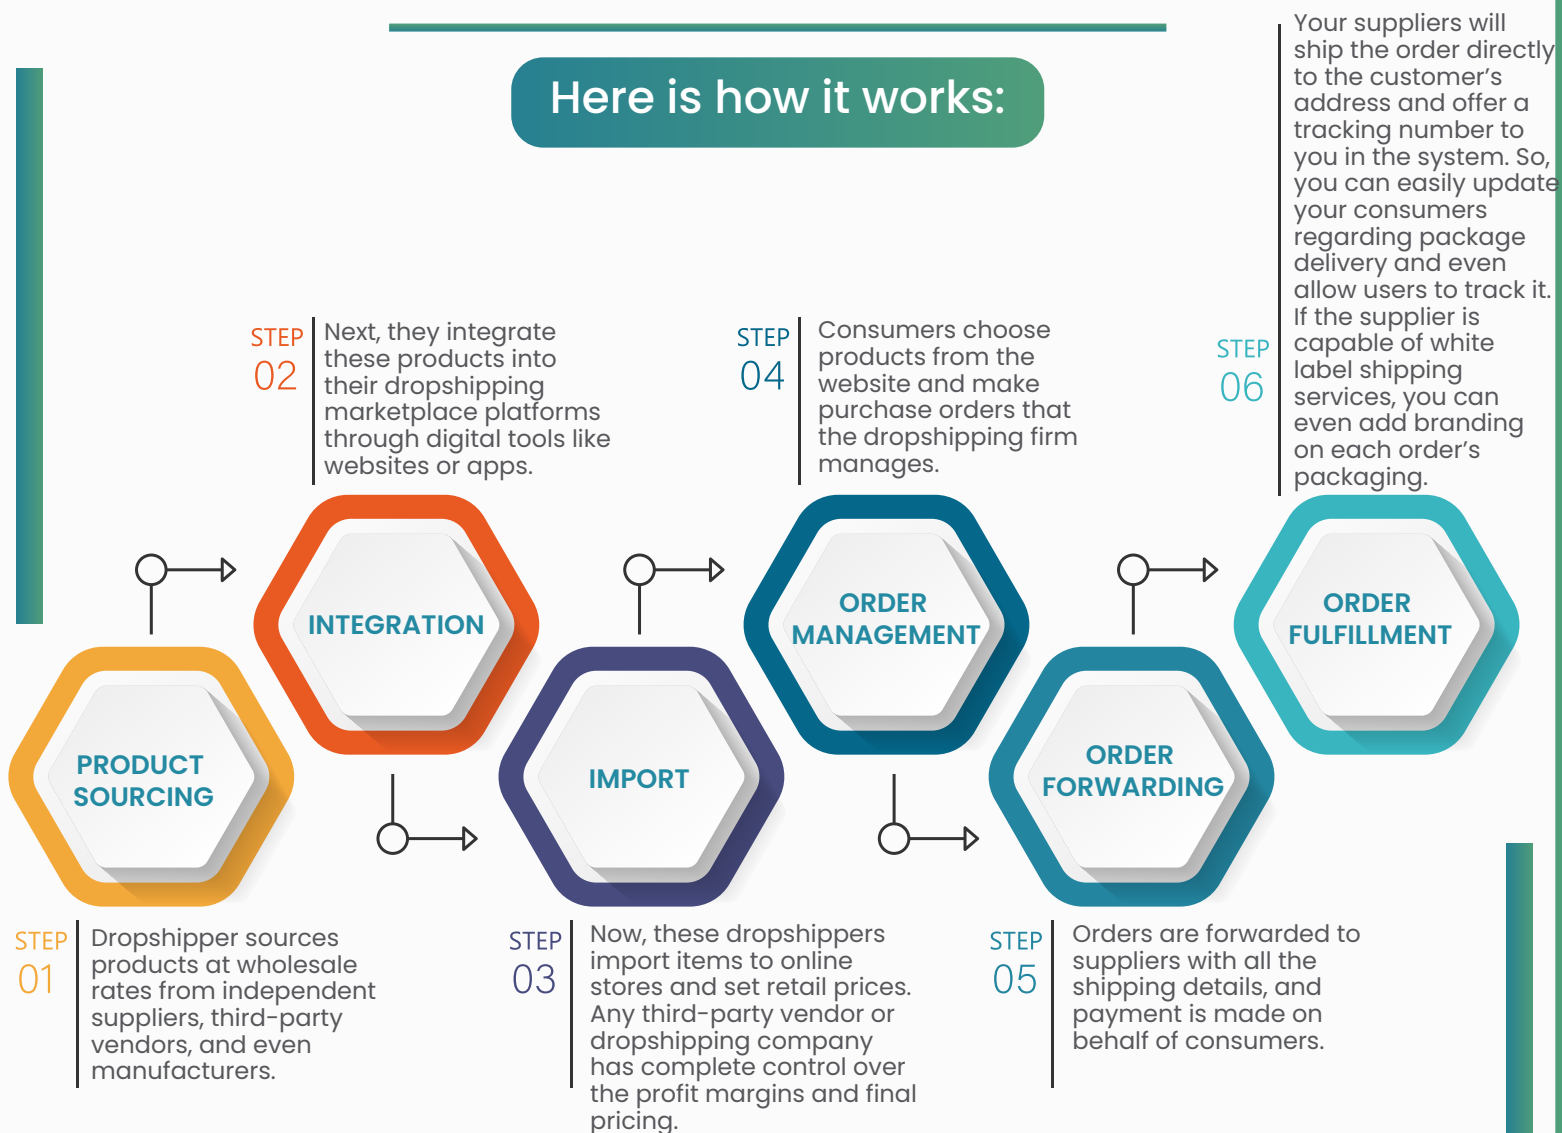 Here is how it works:
STEP
01
PRODUCT
SOURCING
Dropshipper sources
products at wholesale
rates from independent
suppliers, third-party
vendors, and even
manufacturers.
STEP
02
INTEGRATION
Next, they integrate
these products into
their dropshipping
marketplace platforms
through digital tools like
websites or apps.
STEP
03
IMPORT
Now, these dropshippers
import items to online
stores and set retail prices.
Any third-party vendor or
dropshipping company
has complete control over
the profit margins and final
pricing.
STEP
04
ORDER
MANAGEMENT
Consumers choose
products from the
website and make
purchase orders that
the dropshipping firm
manages.
STEP
05
ORDER
FORWARDING
Orders are forwarded to
suppliers with all the
shipping details, and
payment is made on
behalf of consumers.
STEP
06
ORDER
FULFILLMENT
Your suppliers will
ship the order directly
to the customer's
address and offer a
tracking number to
you in the system. So,
you can easily update
your consumers
regarding package
delivery and even
allow users to track it.
If the supplier is
capable of white
label shipping
services, you can
even add branding
on each order's
packaging.